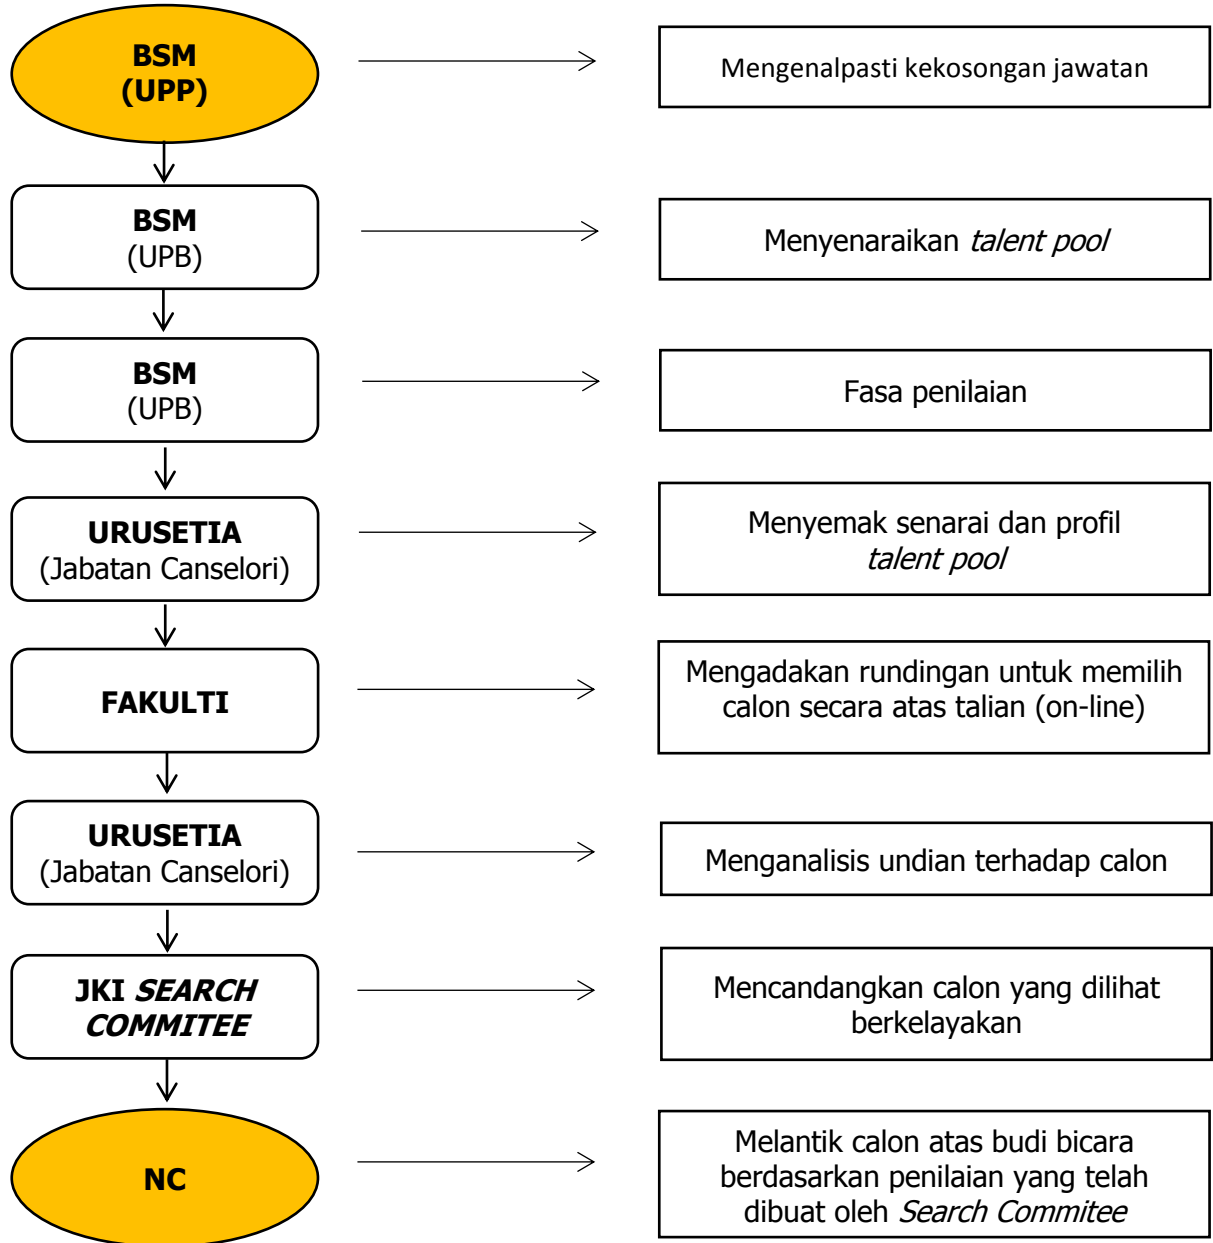 BSM
(UPP)
Mengenalpasti kekosongan jawatan
BSM
(UPB)
Menyenaraikan talent pool
BSM
(UPB)
Fasa penilaian
URUSETIA
(Jabatan Canselori)
Menyemak senarai dan profil
talent pool
FAKULTI
Mengadakan rundingan untuk memilih
calon secara atas talian (on-line)
URUSETIA
(Jabatan Canselori)
Menganalisis undian terhadap calon
JKI SEARCH
COMMITEE
Mencandangkan calon yang dilihat
berkelayakan
NC
Melantik calon atas budi bicara
berdasarkan penilaian yang telah
dibuat oleh Search Commitee